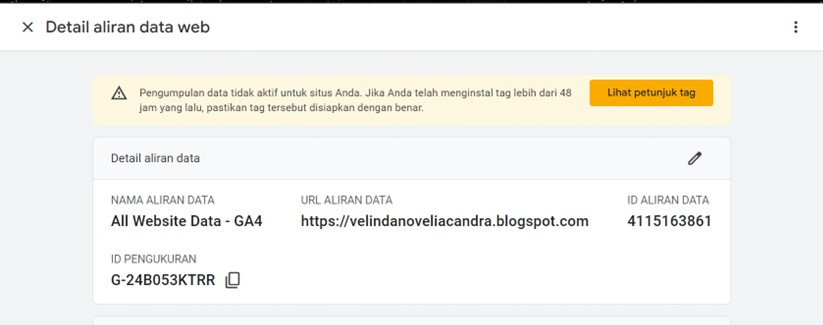 Detail aliran data web
Pengumpulan data tidak aktif untuk situs Anda. Jika Anda telah menginstal tag lebih dari 48
jam yang lalu, pastikan tag tersebut disiapkan dengan benar.
Lihat petunjuk tag
Detail aliran data
NAMA ALIRAN DATA
All Website Data - GA4
URL ALIRAN DATA
https://velindanoveliacandra.blogspot.com
ID ALIRAN DATA
4115163861
ID PENGUKURAN
G-24B053KTRR